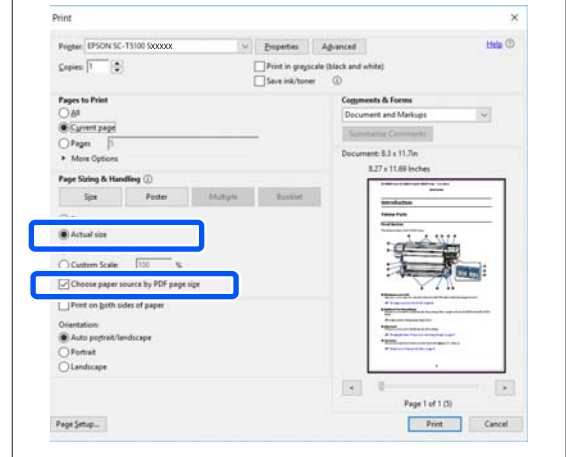 Print
Printer: EPSON SC-T5100 Sxxxxx
Properties
Advanced
Help
Copies: 1
Print in grayscale (black and white)
Save ink/toner
Pages to Print
All
Current page
Pages 5
More Options
Page Sizing & Handling
Size
Poster
Multiple
Booklet
Actual size
Custom Scale: 100 %
Choose paper source by PDF page size
Print on both sides of paper
Orientation:
Auto portrait/landscape
Portrait
Landscape
Comments & Forms
Document and Markups
Summarize Comments
Document: 8.3 x 11.7in
8.27 x 11.69 Inches
Introduction
Printer Parts
<
>
Page 1 of 1 (5)
Page Setup...
Print
Cancel